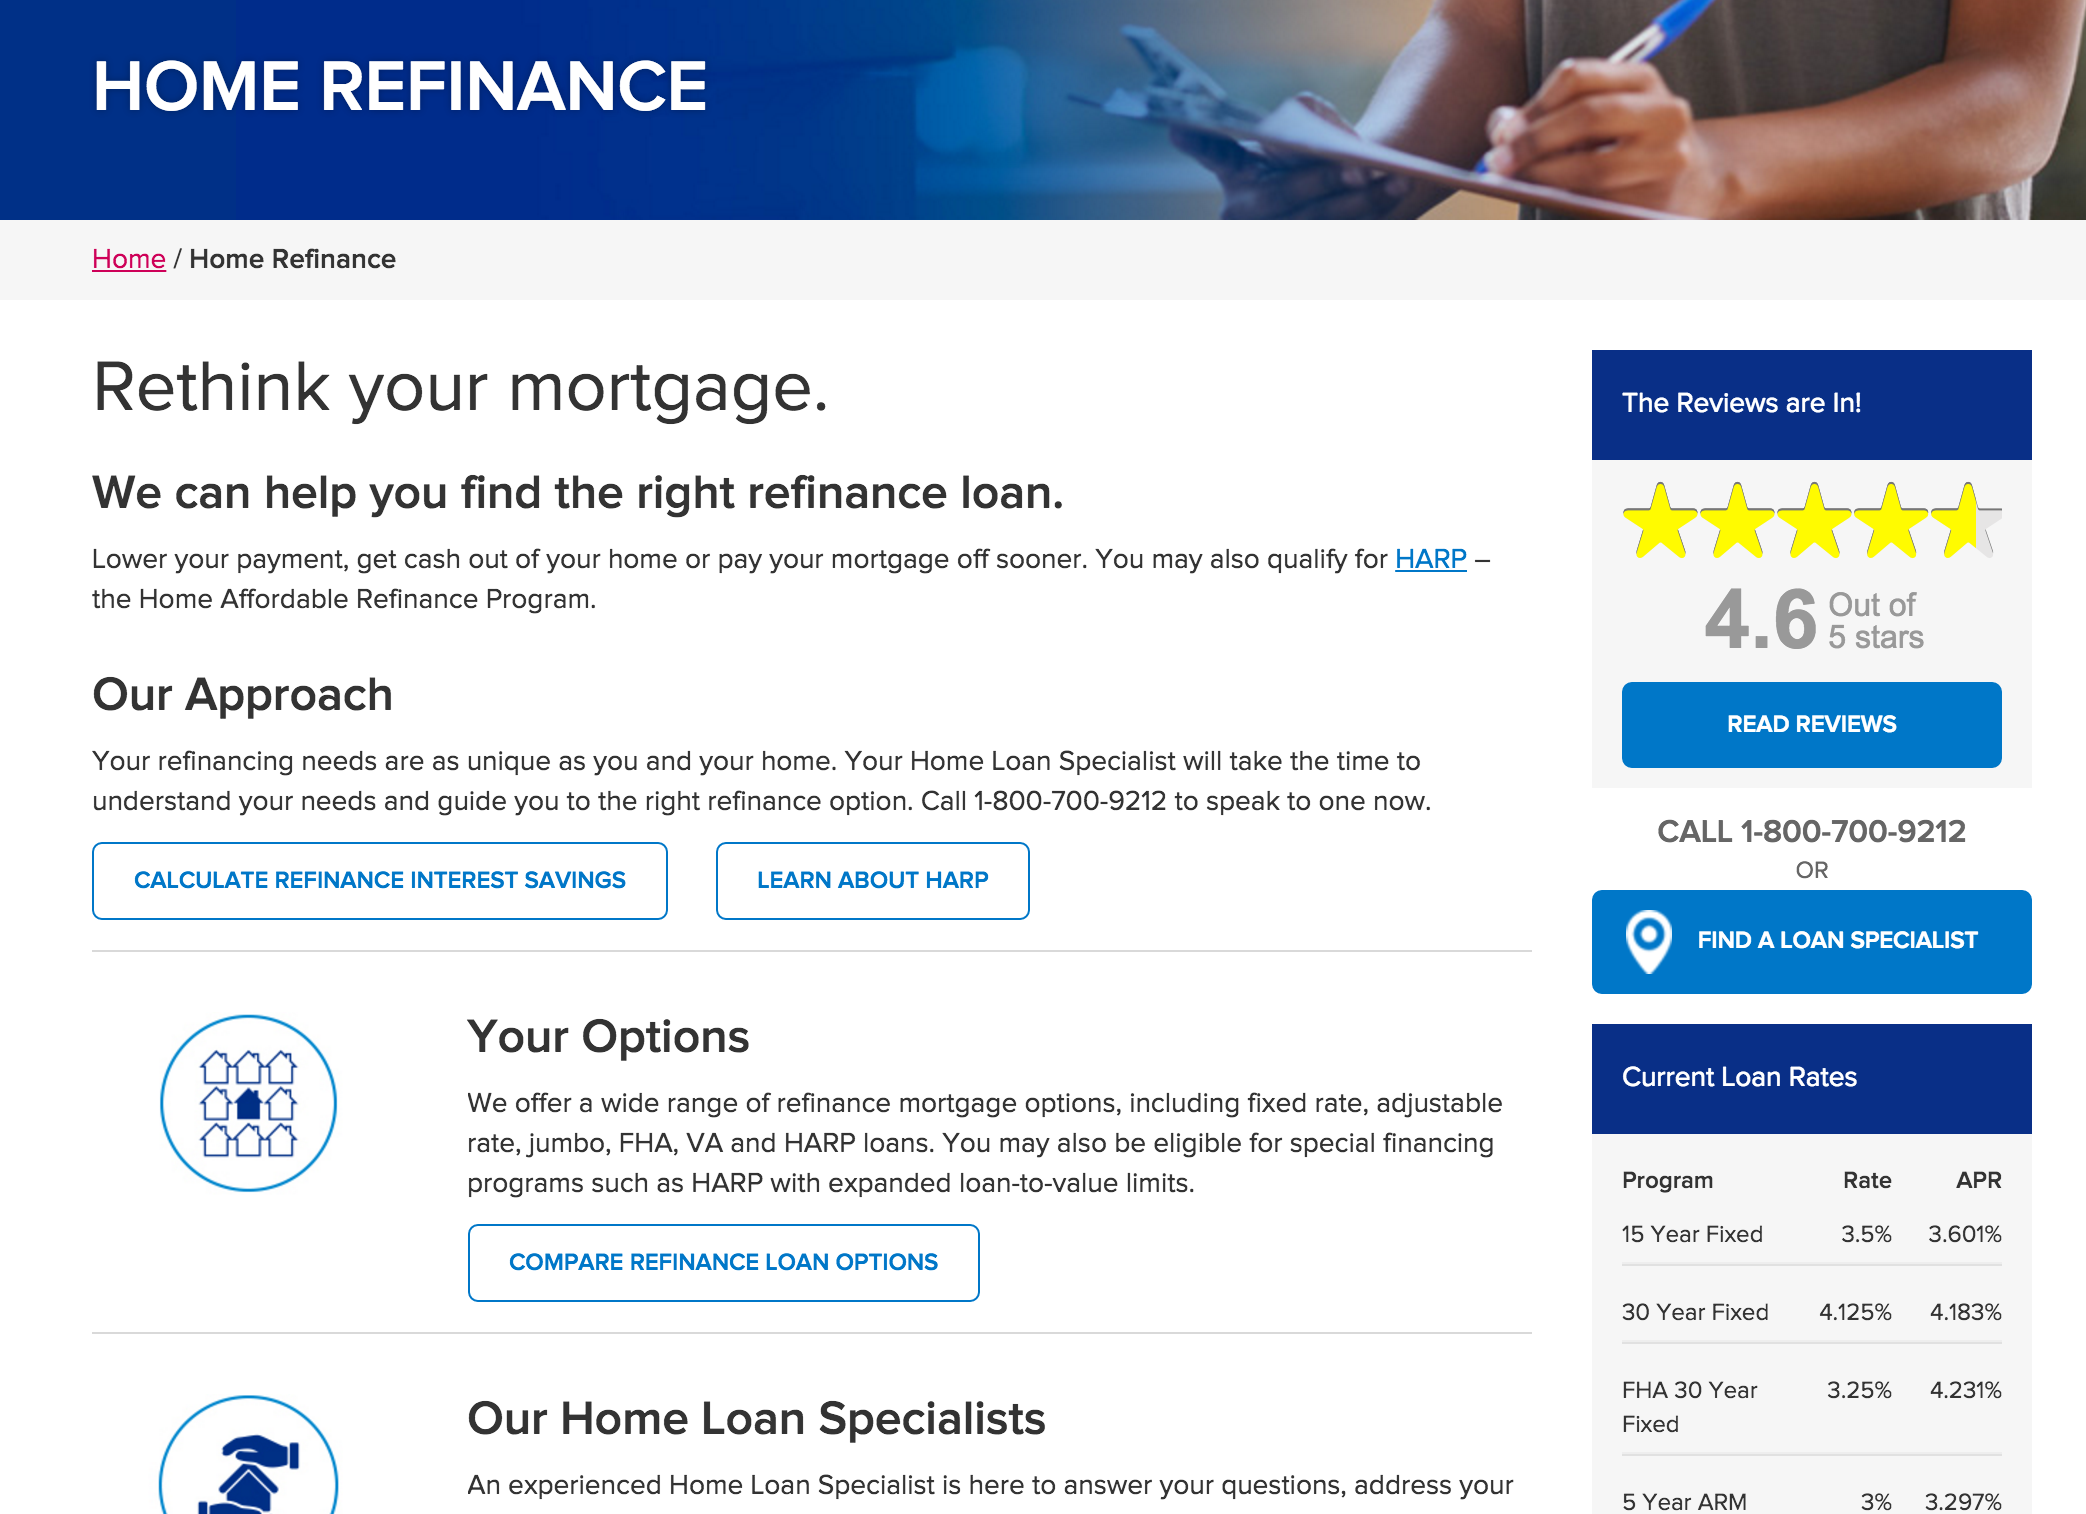 HOME REFINANCE
Home / Home Refinance
Rethink your mortgage.
We can help you find the right refinance loan.
Lower your payment, get cash out of your home or pay your mortgage off sooner. You may also qualify for HARP –
the Home Affordable Refinance Program.
Our Approach
Your refinancing needs are as unique as you and your home. Your Home Loan Specialist will take the time to
understand your needs and guide you to the right refinance option. Call 1-800-700-9212 to speak to one now.
CALCULATE REFINANCE INTEREST SAVINGS
LEARN ABOUT HARP
Your Options
We offer a wide range of refinance mortgage options, including fixed rate, adjustable
rate, jumbo, FHA, VA and HARP loans. You may also be eligible for special financing
programs such as HARP with expanded loan-to-value limits.
COMPARE REFINANCE LOAN OPTIONS
Our Home Loan Specialists
An experienced Home Loan Specialist is here to answer your questions, address your
The Reviews are In!
4.6 Out of
5 stars
READ REVIEWS
CALL 1-800-700-9212
OR
FIND A LOAN SPECIALIST
Current Loan Rates
Program Rate APR
15 Year Fixed 3.5% 3.601%
30 Year Fixed 4.125% 4.183%
FHA 30 Year 3.25% 4.231%
Fixed
5 Year ARM 3% 3.297%